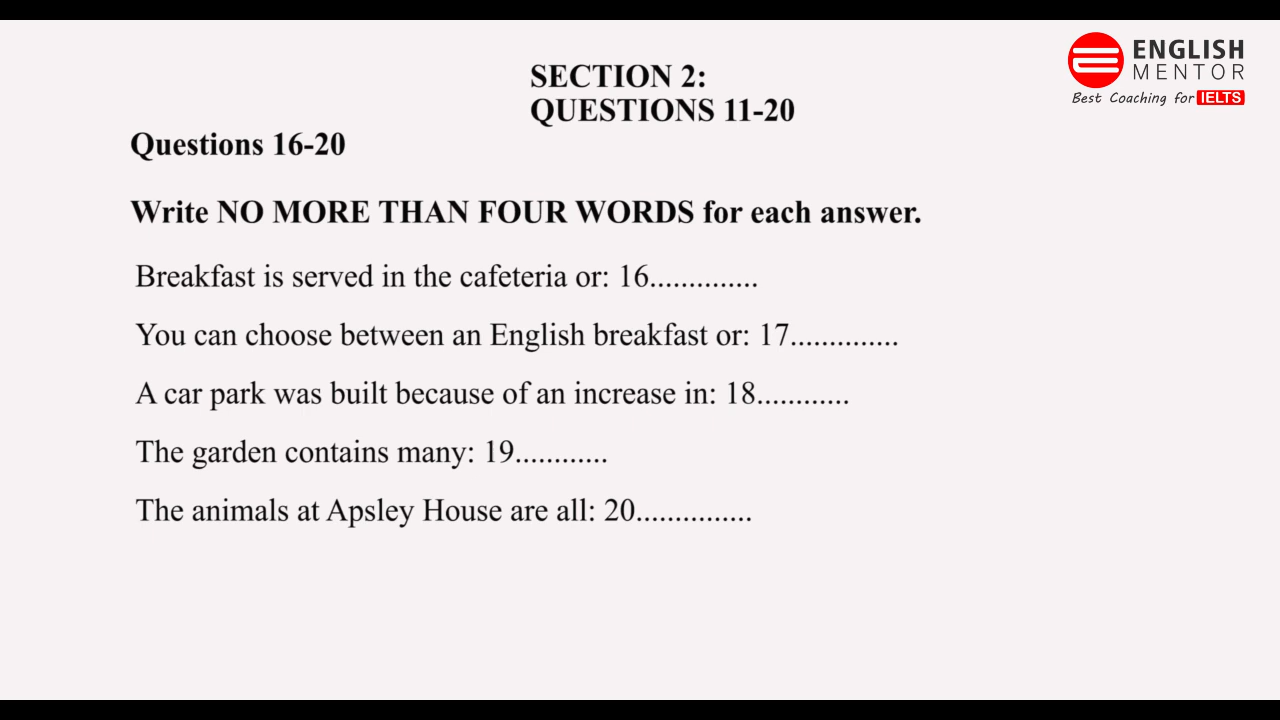 ENGLISH
MENTOR
Best Coaching for IELTS
SECTION 2:
QUESTIONS 11-20
Questions 16-20
Write NO MORE THAN FOUR WORDS for each answer.
Breakfast is served in the cafeteria or: 16..............
You can choose between an English breakfast or: 17..............
A car park was built because of an increase in: 18............
The garden contains many: 19............
The animals at Apsley House are all: 20...............